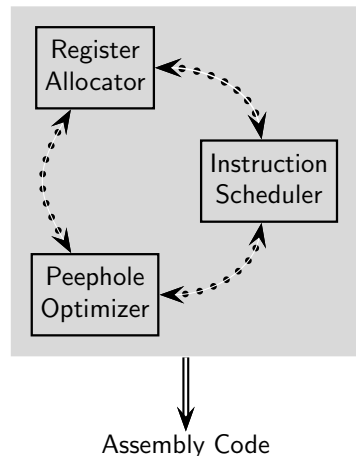 Register
Allocator
Instruction
Scheduler
Peephole
Optimizer
Assembly Code